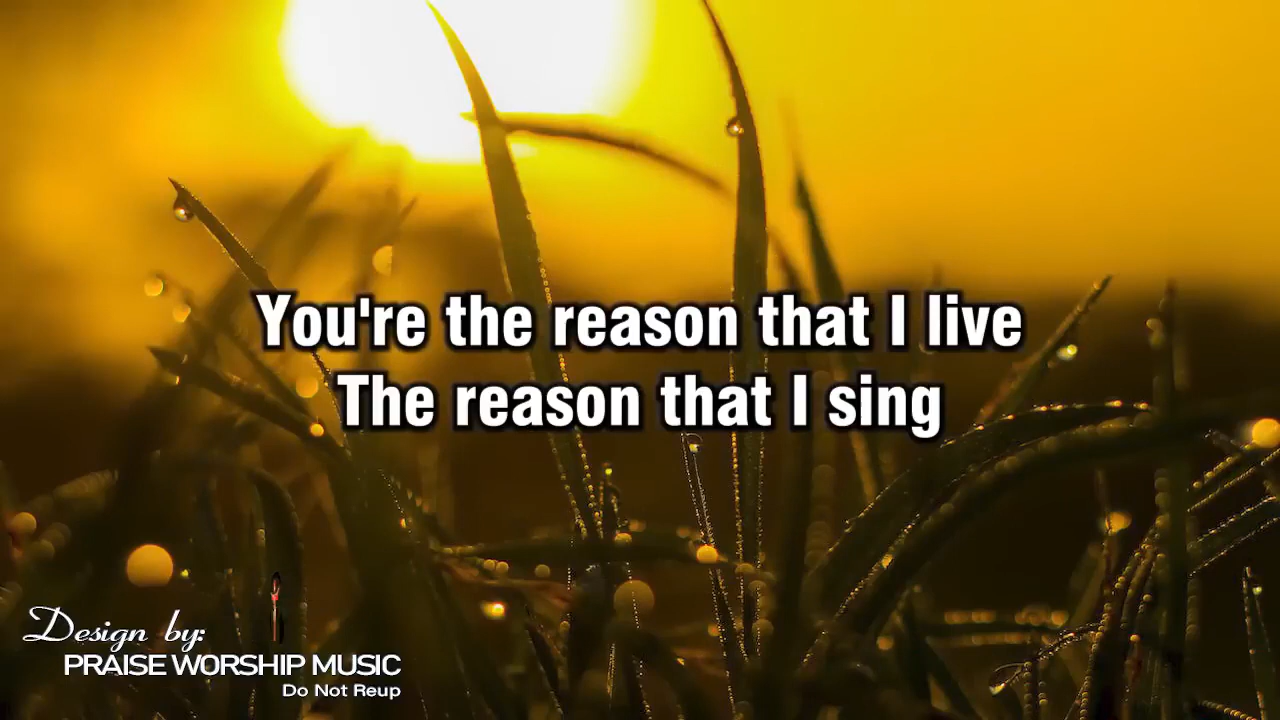 You're the reason that I live
The reason that I sing
Design by:
PRAISE WORSHIP MUSIC
Do Not Reup